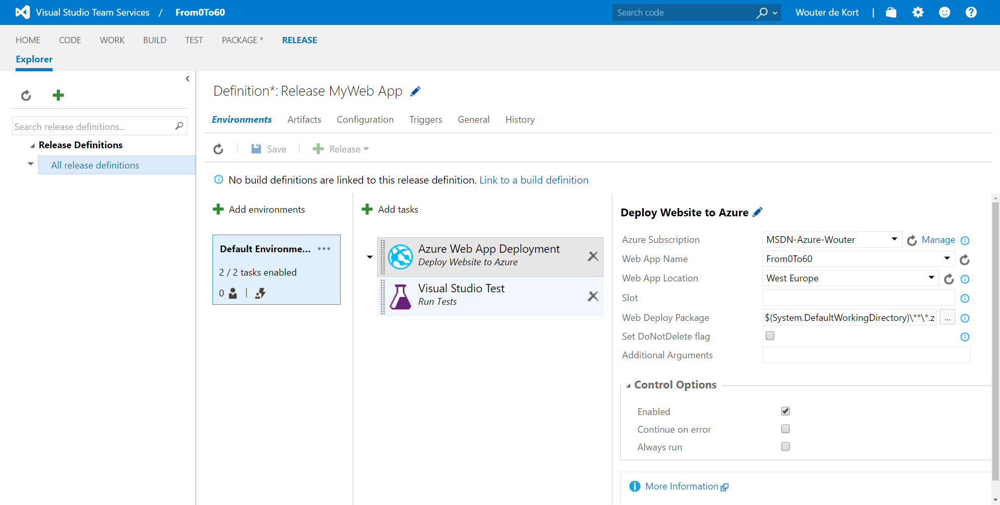 Visual Studio Team Services / From0To60
Search code
Wouter de Kort |
HOME CODE WORK BUILD TEST PACKAGE * RELEASE
Explorer
Search release definitions...
Release Definitions
All release definitions
Definition*: Release MyWeb App
Environments Artifacts Configuration Triggers General History
Save Release
No build definitions are linked to this release definition. Link to a build definition
Add environments
Default Environme... •••
2 / 2 tasks enabled
0 |
Add tasks
Azure Web App Deployment
Deploy Website to Azure
Visual Studio Test
Run Tests
Deploy Website to Azure
Azure Subscription MSDN-Azure-Wouter Manage
Web App Name From0To60
Web App Location West Europe
Slot
Web Deploy Package $(System.DefaultWorkingDirectory)\**\*.z ...
Set DoNotDelete flag
Additional Arguments
Control Options
Enabled
Continue on error
Always run
More Information